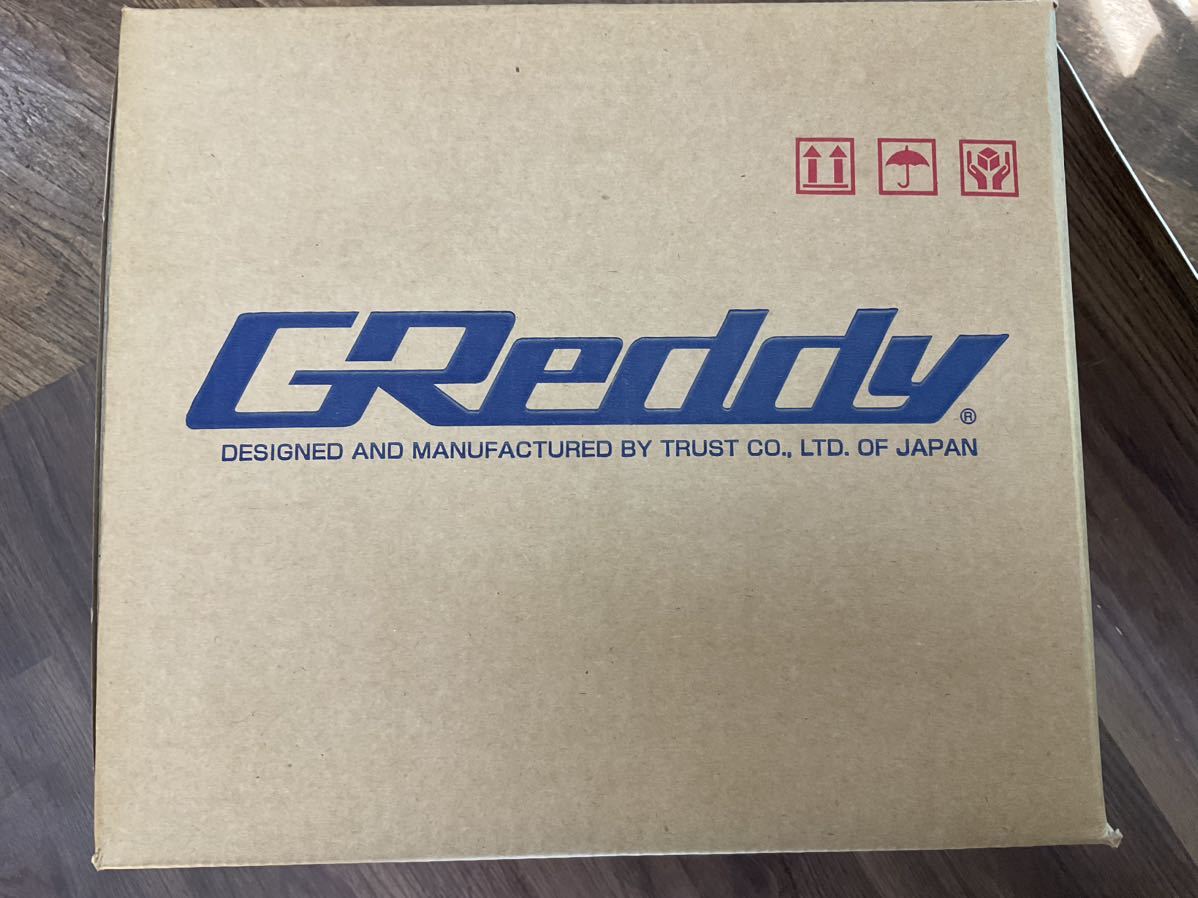 GReddy®
DESIGNED AND MANUFACTURED BY TRUST CO., LTD. OF JAPAN